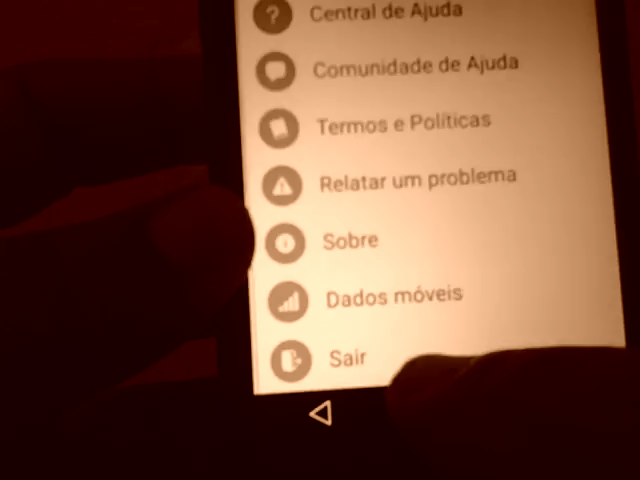 Central de Ajuda
Comunidade de Ajuda
Termos e Políticas
Relatar um problema
Sobre
Dados móveis
Sair